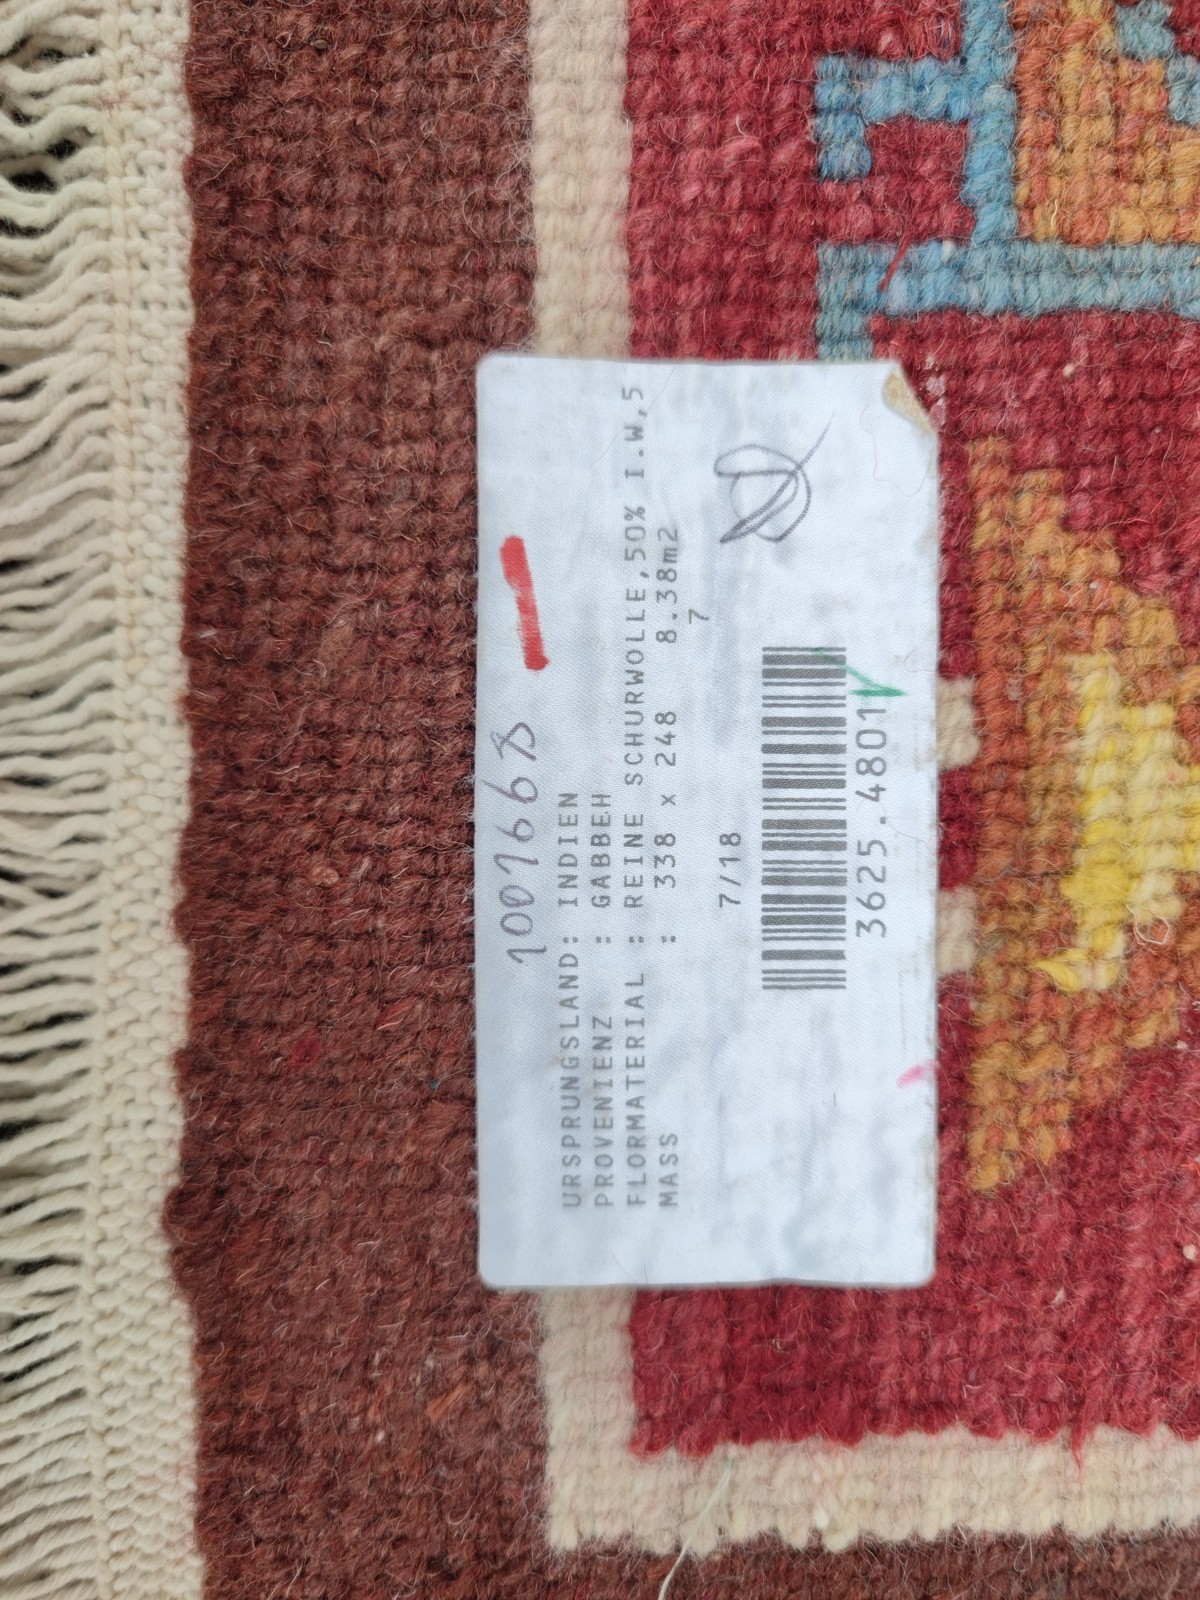 1001668
URSPRUNGSLAND: INDIEN
PROVENIENZ : GABBEH
FLORMATERIAL : REINE SCHURWOLLE,50% I.W,5
MASS : 338 x 248 8.38m2
7
7/18
3625.4801